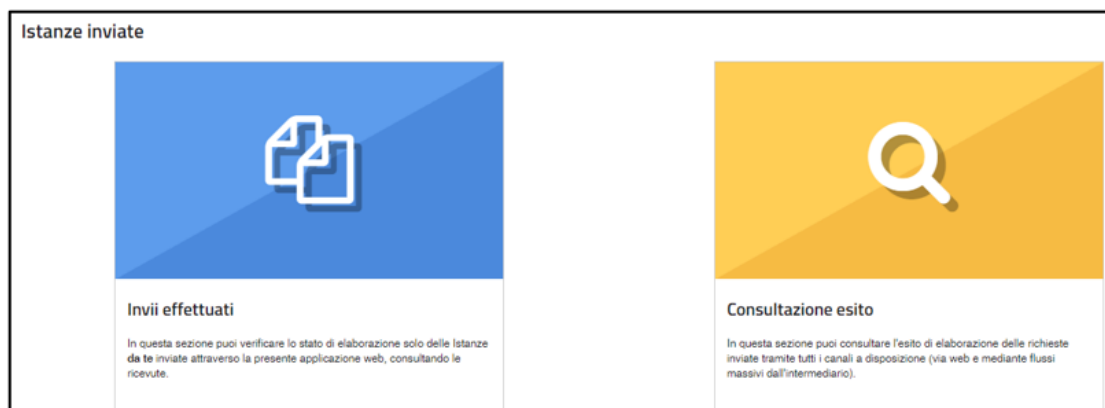 Istanze inviate
Invii effettuati
In questa sezione puoi verificare lo stato di elaborazione solo delle Istanze
da te inviate attraverso la presente applicazione web, consultando le
ricevute.
Consultazione esito
In questa sezione puoi consultare l'esito di elaborazione delle richieste
inviate tramite tutti i canali a disposizione (via web e mediante flussi
massivi dall'intermediario).